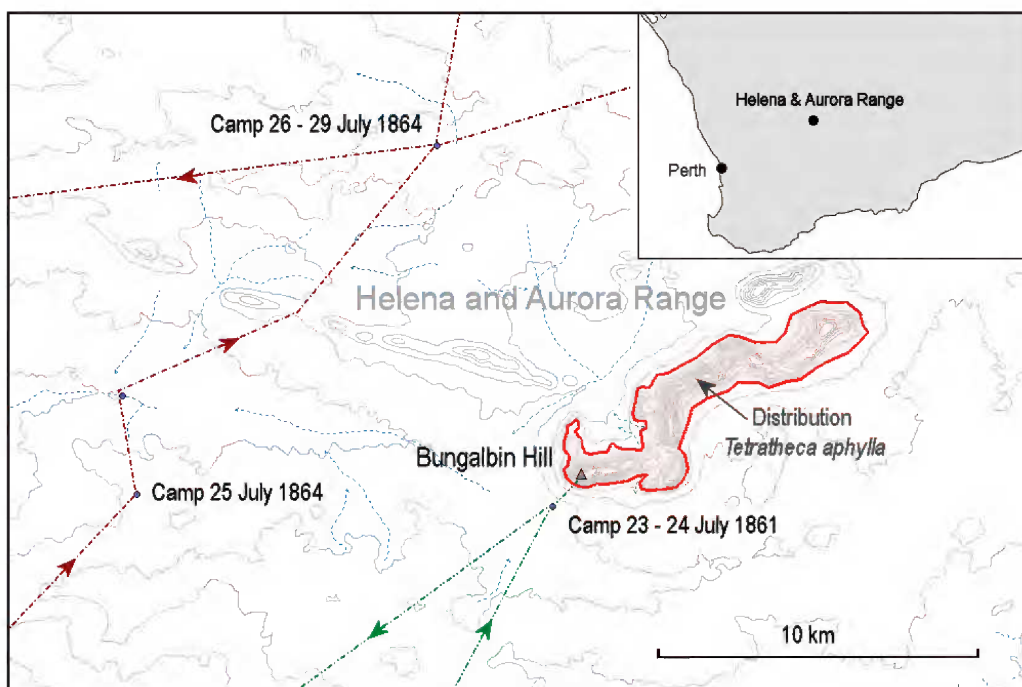 Camp 26 - 29 July 1864
Helena & Aurora Range
Perth
Helena and Aurora Range
Distribution
Tetratheca aphylla
Bungalbin Hill
Camp 25 July 1864
Camp 23 - 24 July 1861
10 km